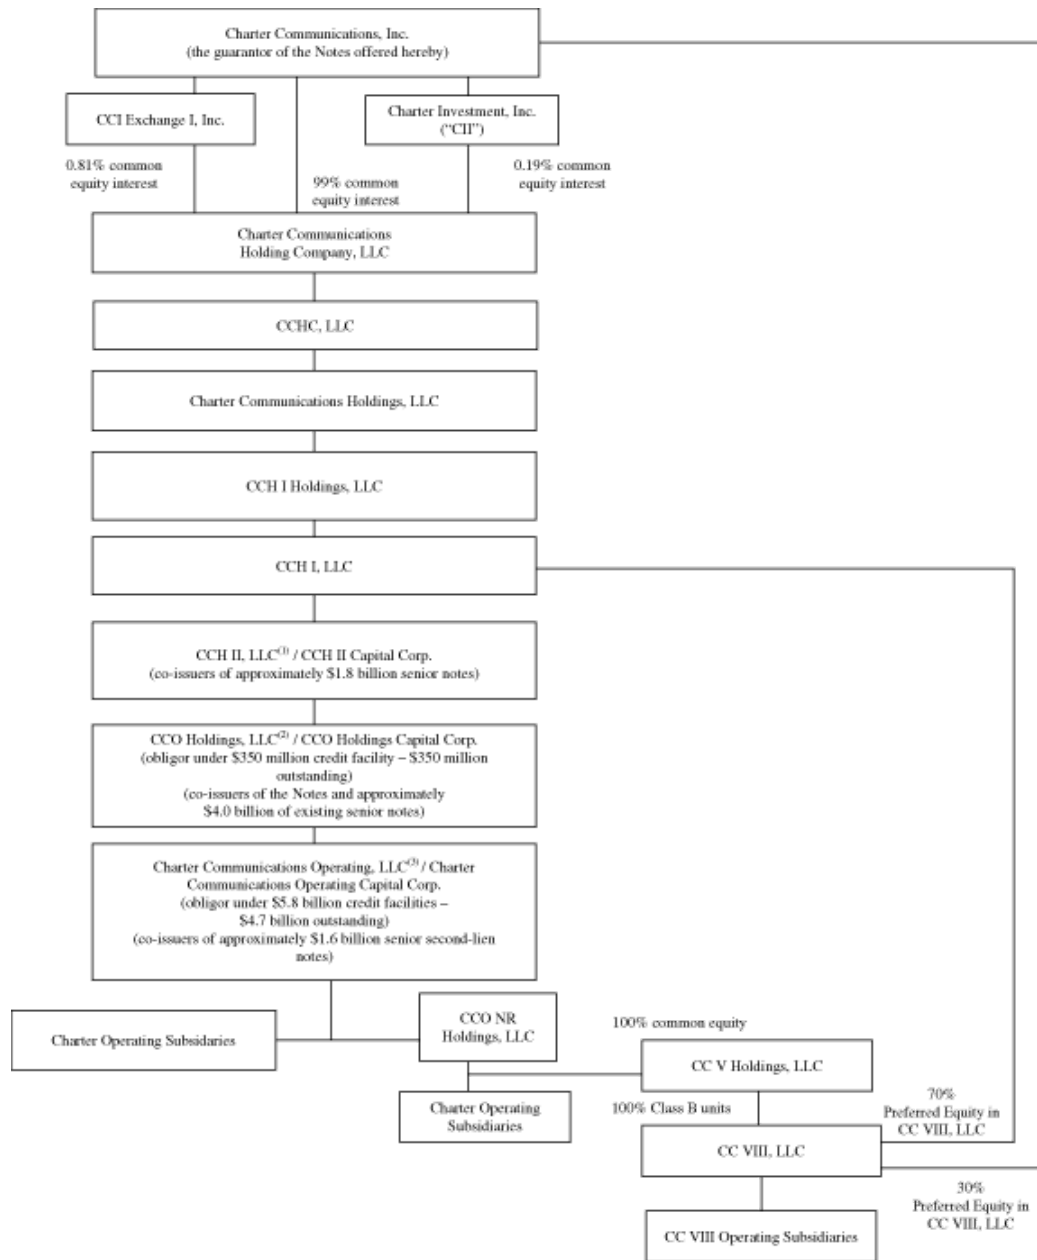 Charter Communications, Inc.
(the guarantor of the Notes offered hereby)
CCI Exchange I, Inc.
Charter Investment, Inc.
(“CII”)
0.81% common
equity interest
99% common
equity interest
0.19% common
equity interest
Charter Communications
Holding Company, LLC
CCHC, LLC
Charter Communications Holdings, LLC
CCH I Holdings, LLC
CCH I, LLC
CCH II, LLC(1) / CCH II Capital Corp.
(co-issuers of approximately $1.8 billion senior notes)
CCO Holdings, LLC(2) / CCO Holdings Capital Corp.
(obligor under $350 million credit facility – $350 million
outstanding)
(co-issuers of the Notes and approximately
$4.0 billion of existing senior notes)
Charter Communications Operating, LLC(3) / Charter
Communications Operating Capital Corp.
(obligor under $5.8 billion credit facilities –
$4.7 billion outstanding)
(co-issuers of approximately $1.6 billion senior second-lien
notes)
Charter Operating Subsidaries
CCO NR
Holdings, LLC
100% common equity
CC V Holdings, LLC
Charter Operating
Subsidiaries
100% Class B units
70%
Preferred Equity in
CC VIII, LLC
CC VIII, LLC
30%
Preferred Equity in
CC VIII, LLC
CC VIII Operating Subsidiaries